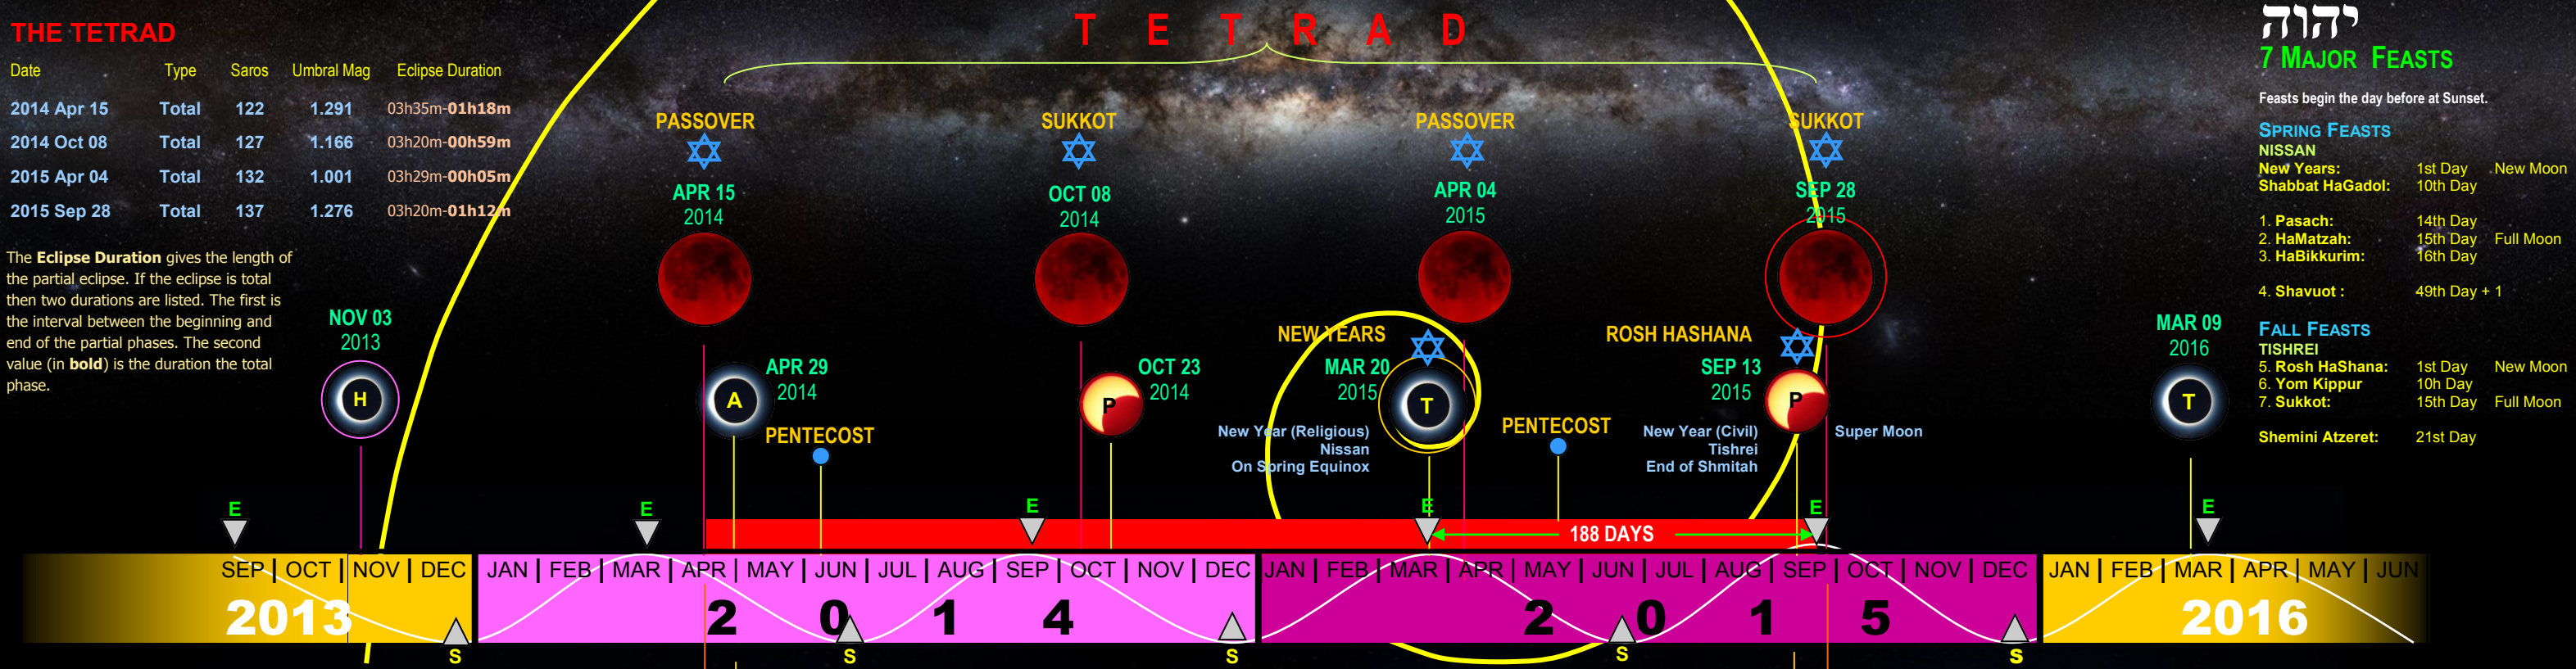 THE TETRAD
Date Type Saros Umbral Mag Eclipse Duration
2014 Apr 15 Total 122 1.291 03h35m-01h18m
2014 Oct 08 Total 127 1.166 03h20m-00h59m
2015 Apr 04 Total 132 1.001 03h29m-00h05m
2015 Sep 28 Total 137 1.276 03h20m-01h12m
The Eclipse Duration gives the length of
the partial eclipse. If the eclipse is total
then two durations are listed. The first is
the interval between the beginning and
end of the partial phases. The second
value (in bold) is the duration the total
phase.
T E T R A D
PASSOVER
APR 15
2014
SUKKOT
OCT 08
2014
PASSOVER
APR 04
2015
SUKKOT
SEP 28
2015
NOV 03
2013
H
APR 29
2014
A
PENTECOST
OCT 23
2014
P
NEW YEARS
MAR 20
2015
T
New Year (Religious)
Nissan
On Spring Equinox
PENTECOST
ROSH HASHANA
SEP 13
2015
P
New Year (Civil)
Tishrei
End of Shmitah
Super Moon
MAR 09
2016
T
יהוה
7 MAJOR FEASTS
Feasts begin the day before at Sunset.
SPRING FEASTS
NISSAN
New Years: 1st Day New Moon
Shabbat HaGadol: 10th Day
1. Pasach: 14th Day
2. HaMatzah: 15th Day Full Moon
3. HaBikkurim: 16th Day
4. Shavuot : 49th Day + 1
FALL FEASTS
TISHREI
5. Rosh HaShana: 1st Day New Moon
6. Yom Kippur 10h Day
7. Sukkot: 15th Day Full Moon
Shemini Atzeret: 21st Day
E E E E E E
188 DAYS
SEP | OCT | NOV | DEC JAN | FEB | MAR | APR | MAY | JUN | JUL | AUG | SEP | OCT | NOV | DEC JAN | FEB | MAR | APR | MAY | JUN | JUL | AUG | SEP | OCT | NOV | DEC JAN | FEB | MAR | APR | MAY | JUN
2013 2 0 1 4 2 0 1 5 2016
S S S S S